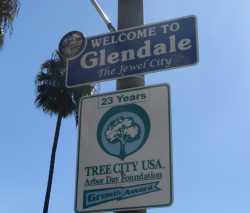 WELCOME TO
Glendale
The Jewel City
23 Years
TREE CITY USA.
Arbor Day Foundation
Growth Award